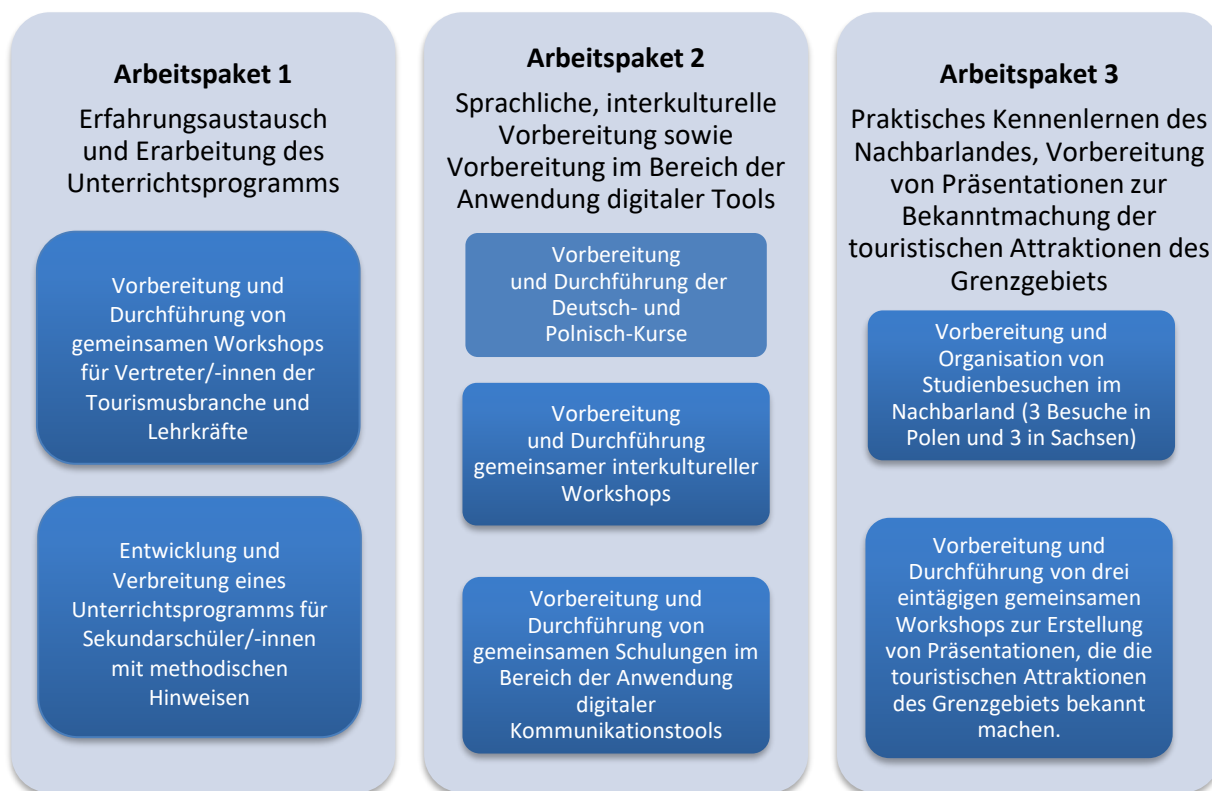 Arbeitspaket 1
Erfahrungsaustausch
und Erarbeitung des
Unterrichtsprogramms
Vorbereitung und
Durchführung von
gemeinsamen Workshops
für Vertreter/-innen der
Tourismusbranche und
Lehrkräfte
Entwicklung und
Verbreitung eines
Unterrichtsprogramms für
Sekundarschüler/-innen
mit methodischen
Hinweisen
Arbeitspaket 2
Sprachliche, interkulturelle
Vorbereitung sowie
Vorbereitung im Bereich der
Anwendung digitaler Tools
Vorbereitung
und Durchführung der
Deutsch- und
Polnisch-Kurse
Vorbereitung
und Durchführung
gemeinsamer interkultureller
Workshops
Vorbereitung und
Durchführung von
gemeinsamen Schulungen im
Bereich der Anwendung
digitaler
Kommunikationstools
Arbeitspaket 3
Praktisches Kennenlernen des
Nachbarlandes, Vorbereitung
von Präsentationen zur
Bekanntmachung der
touristischen Attraktionen des
Grenzgebiets
Vorbereitung und
Organisation von
Studienbesuchen im
Nachbarland (3 Besuche in
Polen und 3 in Sachsen)
Vorbereitung und
Durchführung von drei
eintägigen gemeinsamen
Workshops zur Erstellung
von Präsentationen, die die
touristischen Attraktionen
des Grenzgebiets bekannt
machen.